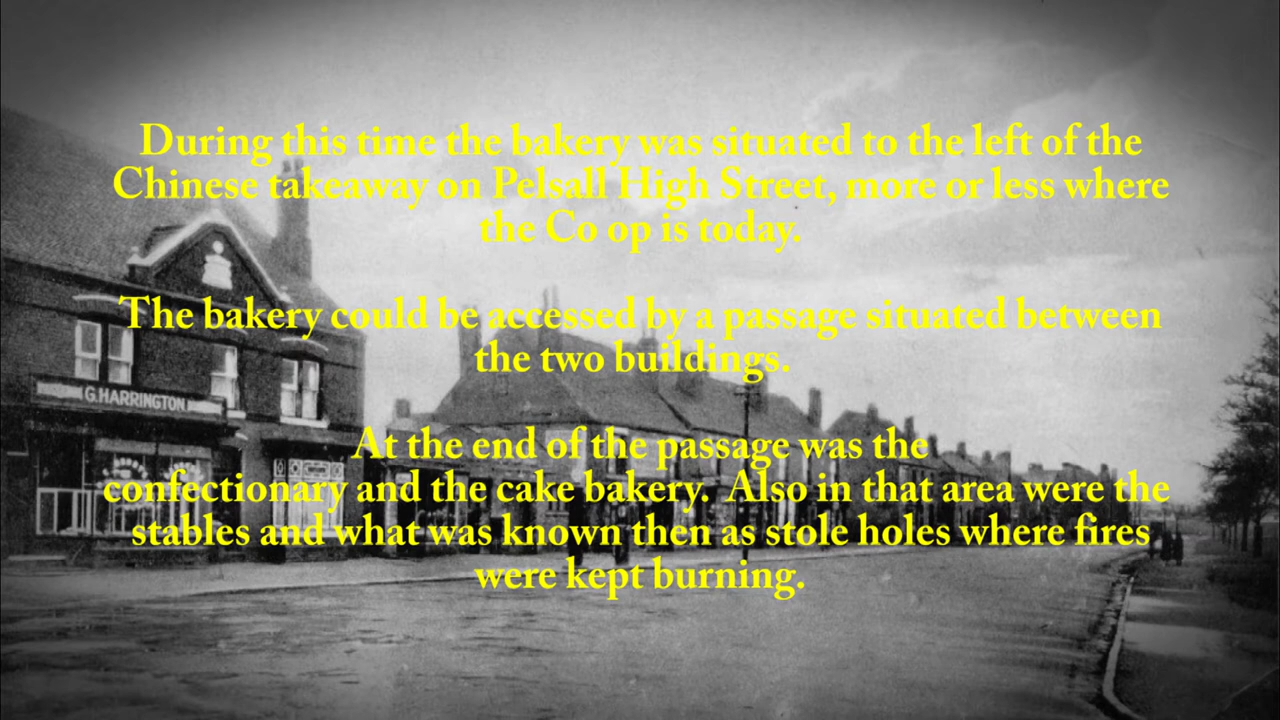 During this time the bakery was situated to the left of the
Chinese takeaway on Pelsall High Street, more or less where
the Co op is today.
The bakery could be accessed by a passage situated between
the two buildings.
G.HARRINGTON
At the end of the passage was the
confectionary and the cake bakery.  Also in that area were the
stables and what was known then as stole holes where fires
were kept burning.